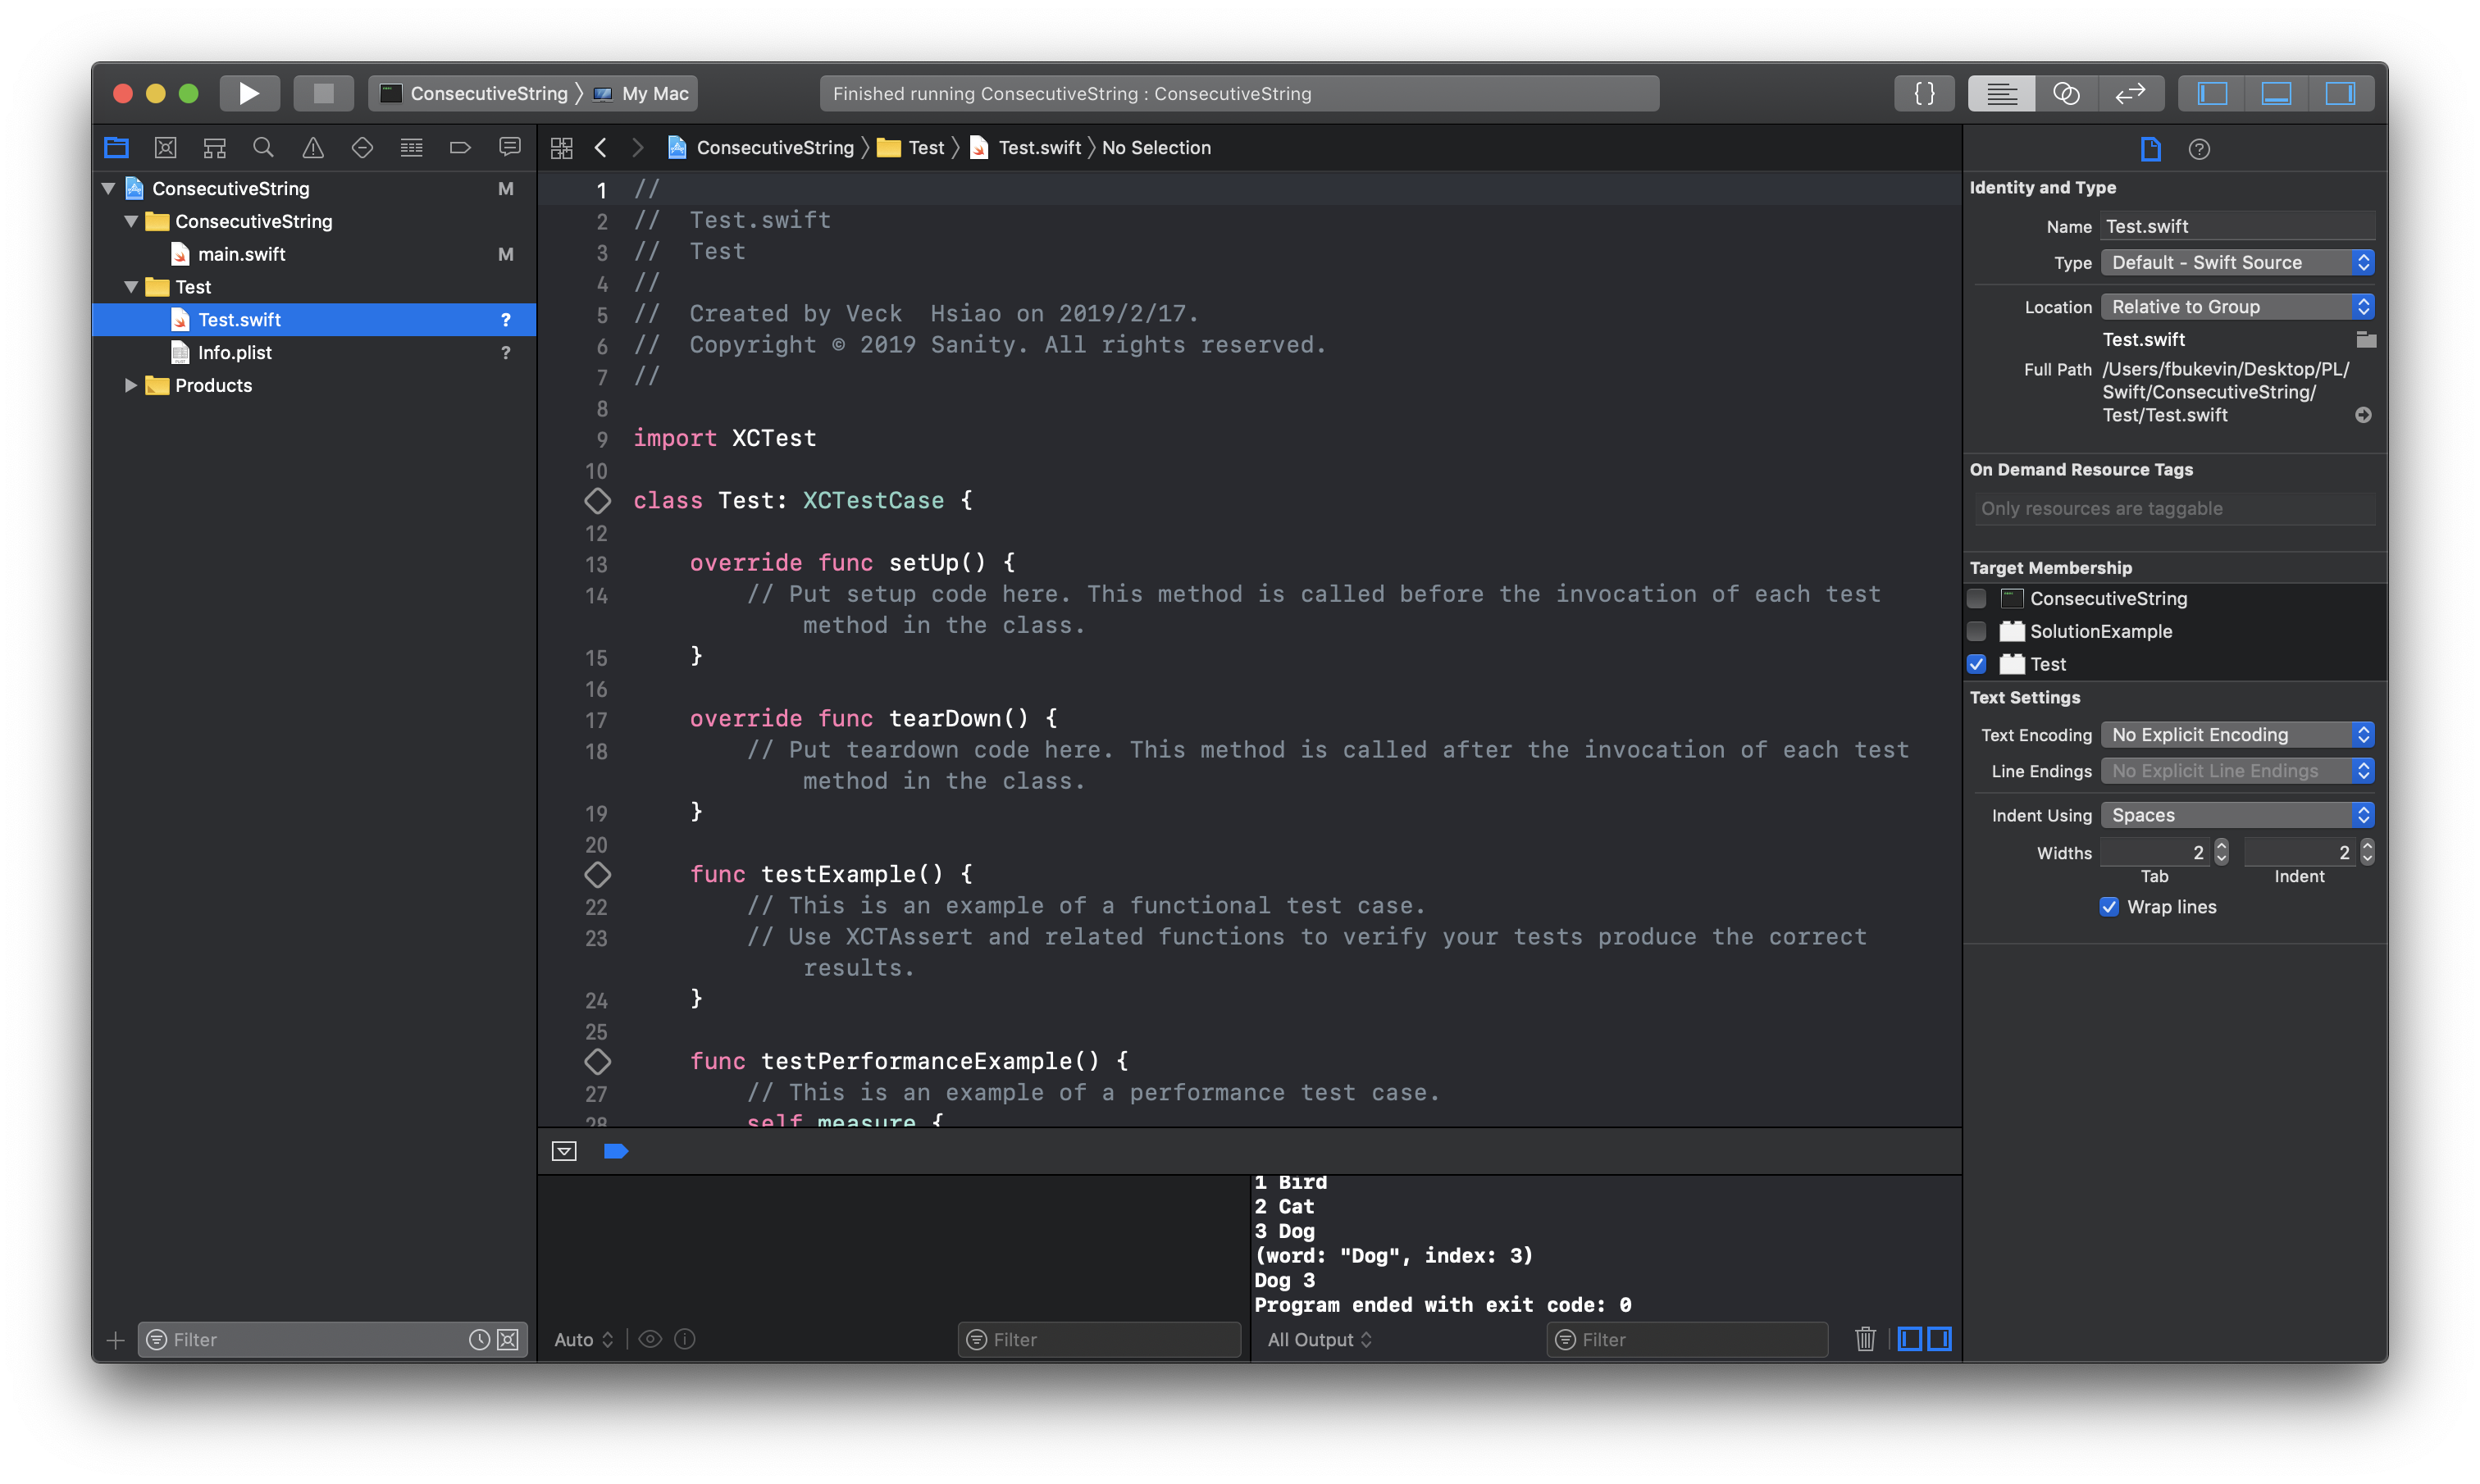 ConsecutiveString 〉 My Mac
Finished running ConsecutiveString : ConsecutiveString
{ }
ConsecutiveString M
ConsecutiveString
main.swift M
Test
Test.swift ?
Info.plist ?
Products
Filter
ConsecutiveString 〉 Test 〉 Test.swift 〉 No Selection
1 //
2 //  Test.swift
3 //  Test
4 //
5 //  Created by Veck  Hsiao on 2019/2/17.
6 //  Copyright © 2019 Sanity. All rights reserved.
7 //
8
9 import XCTest
10
class Test: XCTestCase {
12
13     override func setUp() {
14         // Put setup code here. This method is called before the invocation of each test
method in the class.
15     }
16
17     override func tearDown() {
18         // Put teardown code here. This method is called after the invocation of each test
method in the class.
19     }
20
func testExample() {
22         // This is an example of a functional test case.
23         // Use XCTAssert and related functions to verify your tests produce the correct
results.
24     }
25
func testPerformanceExample() {
27         // This is an example of a performance test case.
28         self.measure {
1 Bird
2 Cat
3 Dog
(word: "Dog", index: 3)
Dog 3
Program ended with exit code: 0
Auto
Filter
All Output
Filter
Identity and Type
Name Test.swift
Type Default - Swift Source
Location Relative to Group
Test.swift
Full Path /Users/fbukevin/Desktop/PL/
Swift/ConsecutiveString/
Test/Test.swift
On Demand Resource Tags
Only resources are taggable
Target Membership
ConsecutiveString
SolutionExample
Test
Text Settings
Text Encoding No Explicit Encoding
Line Endings No Explicit Line Endings
Indent Using Spaces
Widths 2 2
Tab Indent
Wrap lines